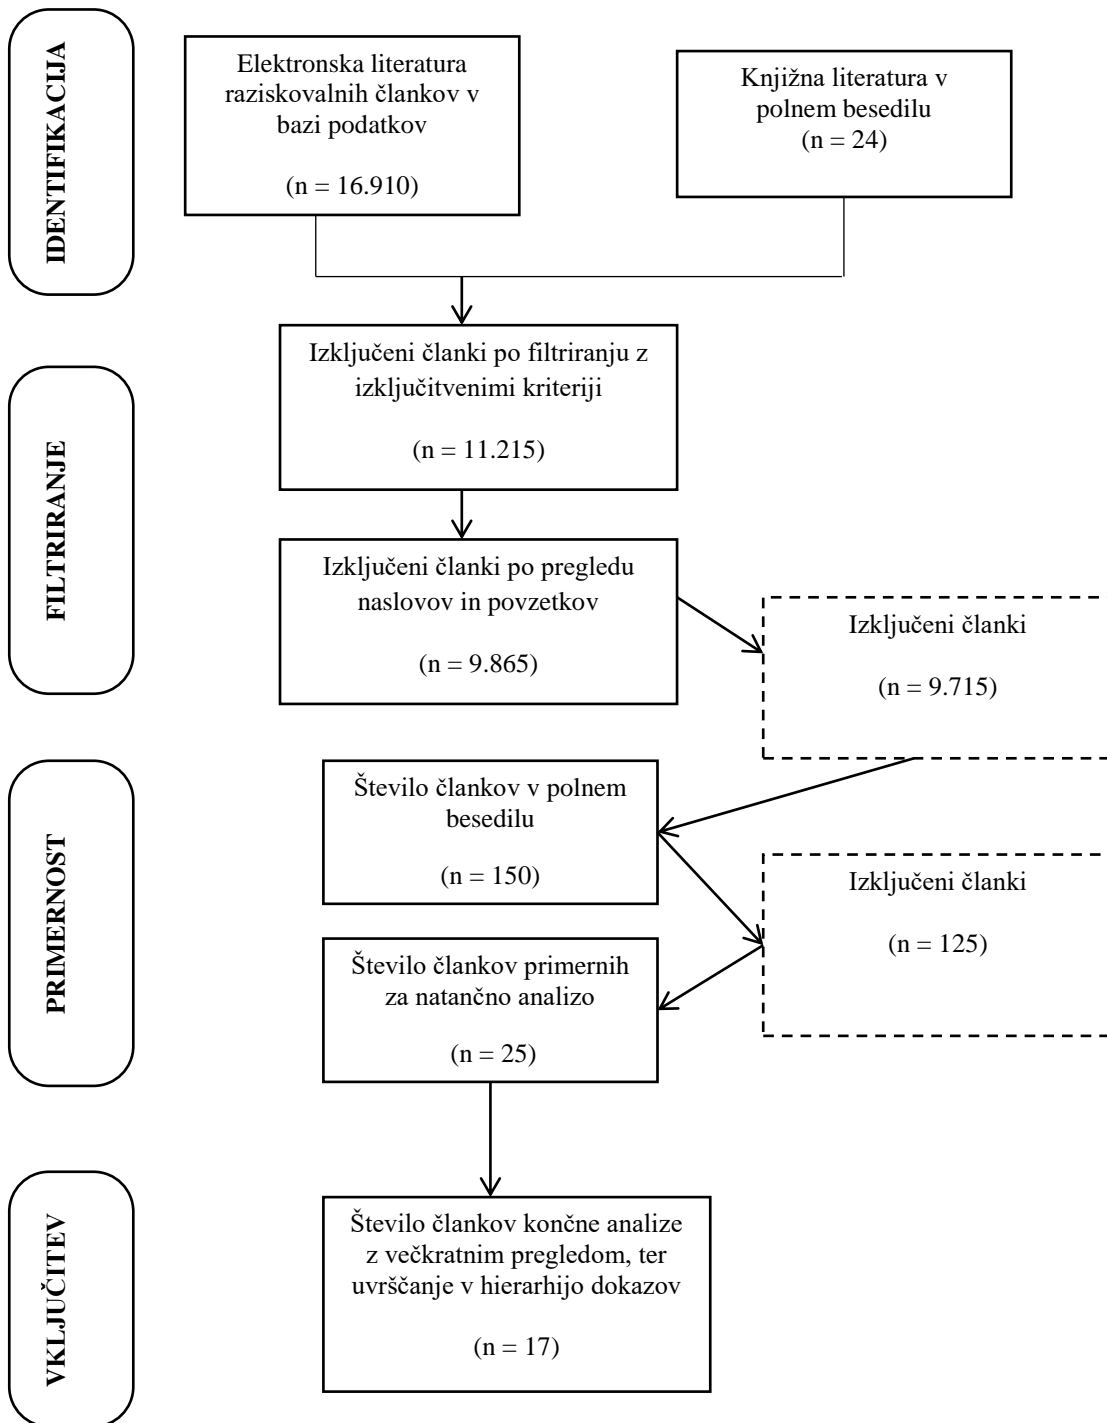 IDENTIFIKACIJA
Elektronska literatura
raziskovalnih člankov v
bazi podatkov
(n = 16.910)
Knjižna literatura v
polnem besedilu
(n = 24)
FILTRIRANJE
Izključeni članki po filtriranju z
izključitvenimi kriteriji
(n = 11.215)
Izključeni članki po pregledu
naslovov in povzetkov
(n = 9.865)
Izključeni članki
(n = 9.715)
PRIMERNOST
Število člankov v polnem
besedilu
(n = 150)
Izključeni članki
(n = 125)
Število člankov primernih
za natančno analizo
(n = 25)
VKLJUČITEV
Število člankov končne analize
z večkratnim pregledom, ter
uvrščanje v hierarhijo dokazov
(n = 17)